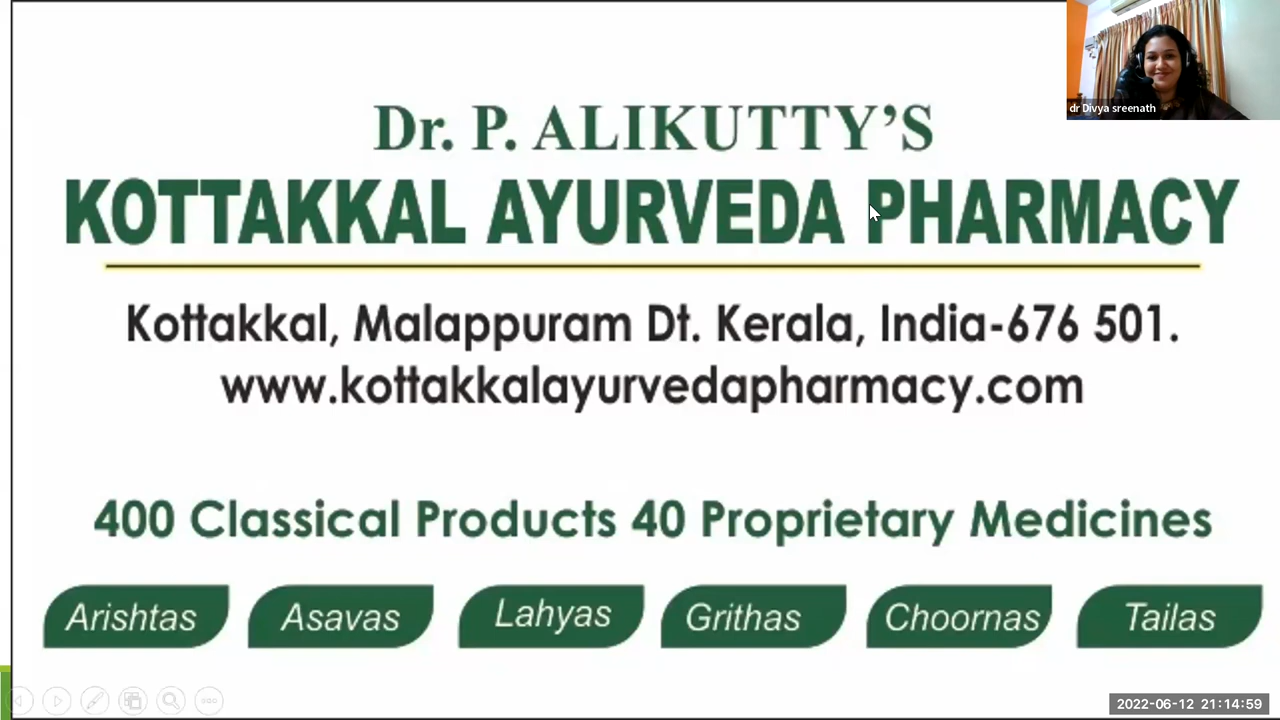 dr Divya sreenath
Dr. P. ALIKUTTY'S
KOTTAKKAL AYURVEDA PHARMACY
Kottakkal, Malappuram Dt. Kerala, India-676 501.
www.kottakkalayurvedapharmacy.com
400 Classical Products 40 Proprietary Medicines
Arishtas Asavas Lahyas Grithas Choornas Tailas
2022-06-12 21:14:59